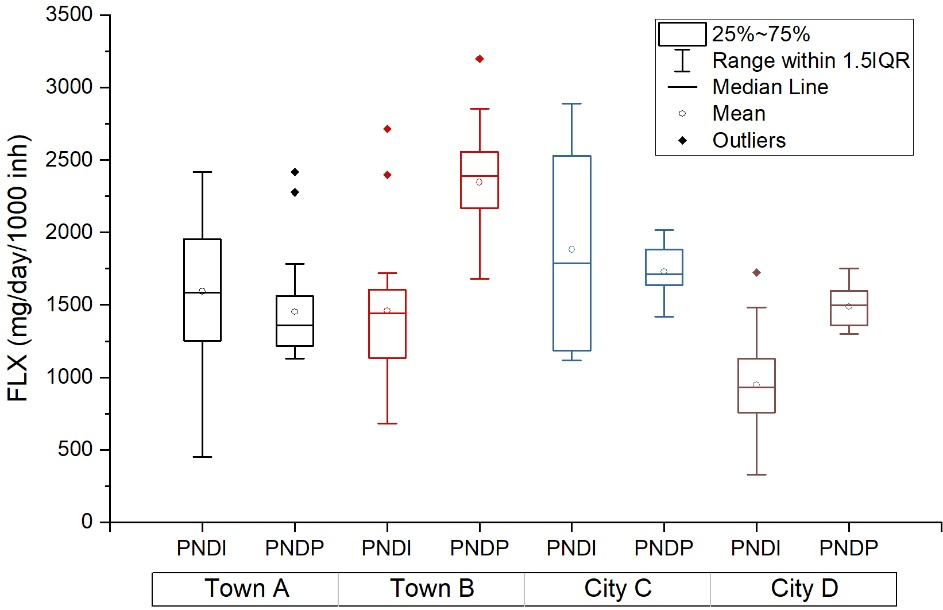 3500
3000
2500
2000
1500
1000
500
0
FLX (mg/day/1000 inh)
25%~75%
Range within 1.5IQR
Median Line
Mean
Outliers
PNDI PNDP PNDI PNDP PNDI PNDP PNDI PNDP
Town A Town B City C City D